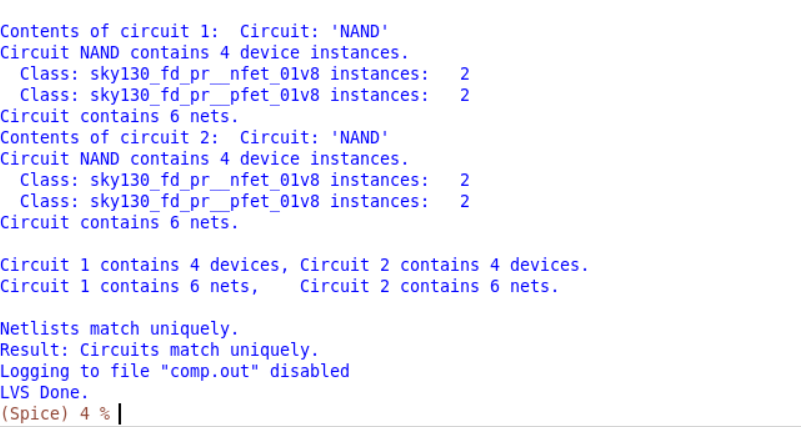 Contents of circuit 1:  Circuit: 'NAND'
Circuit NAND contains 4 device instances.
  Class: sky130_fd_pr__nfet_01v8 instances:   2
  Class: sky130_fd_pr__pfet_01v8 instances:   2
Circuit contains 6 nets.
Contents of circuit 2:  Circuit: 'NAND'
Circuit NAND contains 4 device instances.
  Class: sky130_fd_pr__nfet_01v8 instances:   2
  Class: sky130_fd_pr__pfet_01v8 instances:   2
Circuit contains 6 nets.

Circuit 1 contains 4 devices, Circuit 2 contains 4 devices.
Circuit 1 contains 6 nets,    Circuit 2 contains 6 nets.

Netlists match uniquely.
Result: Circuits match uniquely.
Logging to file "comp.out" disabled
LVS Done.
(Spice) 4 %